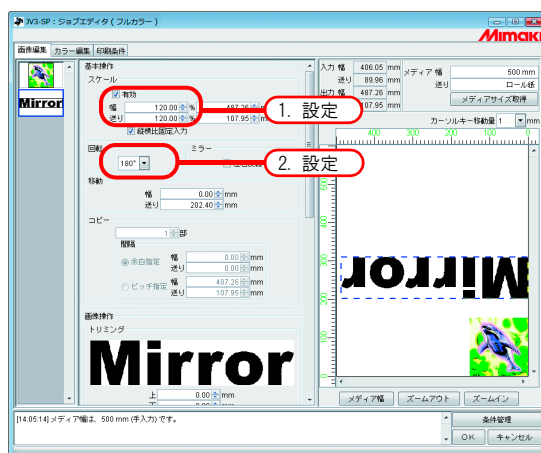 JV3-SP : ジョブエディタ ( フルカラー )
Mimaki
画像編集 カラー編集 印刷条件
Mirror
基本操作
スケール
有効
幅 120.00 % 487.26
送り 120.00 % 107.95 mm
縦横比固定入力
1. 設定
回転 ミラー
180°
2. 設定
移動
幅 0.00 mm
送り 202.40 mm
コピー
1 部
間隔
余白指定 幅 0.00 mm
送り 0.00 mm
ピッチ指定 幅 487.26 mm
送り 107.95 mm
画像操作
トリミング
Mirror
上 0.00 mm
入力 幅 406.05 mm
送り 89.96 mm
出力 幅 487.26 mm
107.95 mm
メディア 幅 500 mm
送り ロール紙
メディアサイズ取得
カーソルキー移動量 1 mm
400 300 200 100 0
Mirror
メディア幅 ズームアウト ズームイン
[14:05:14] メディア幅は、500 mm (手入力) です。
条件管理
OK キャンセル